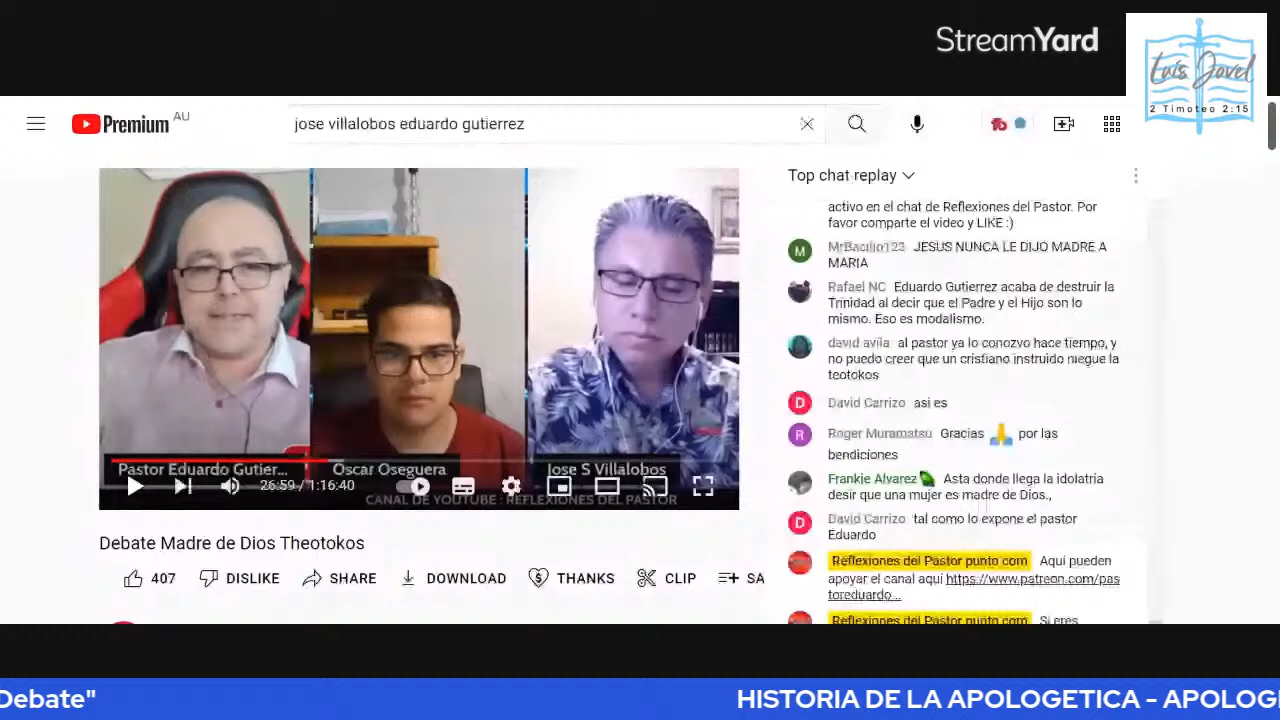 StreamYard
Luis Jovel
2 Timoteo 2:15
Premium AU
jose villalobos eduardo gutierrez
Pastor Eduardo Gutier...
Oscar Oseguera
Jose S Villalobos
26:59 / 1:16:40
CANAL DE YOUTUBE : REFLEXIONES DEL PASTOR
Debate Madre de Dios Theotokos
407
DISLIKE
SHARE
DOWNLOAD
THANKS
CLIP
SA
Top chat replay
activo en el chat de Reflexiones del Pastor. Por
favor comparte el video y LIKE :)
MrBaulio123 JESUS NUNCA LE DIJO MADRE A
MARIA
Rafael NC Eduardo Gutierrez acaba de destruir la
Trinidad al decir que el Padre y el Hijo son lo
mismo. Eso es modalismo.
david avila al pastor ya lo conozvo hace tiempo, y
no puedo creer que un cristiano instruido niegue la
teotokos
David Carrizo asi es
Roger Muramatsu Gracias 🙏 por las
bendiciones
Frankie Alvarez Asta donde llega la idolatria
desir que una mujer es madre de Dios.,
David Carrizo tal como lo expone el pastor
Eduardo
Reflexiones del Pastor punto com Aquí pueden
apoyar el canal aquí https://www.patreon.com/pas
toreduardo...
Reflexiones del Pastor punto com Si eres
Debate"
HISTORIA DE LA APOLOGETICA - APOLOG